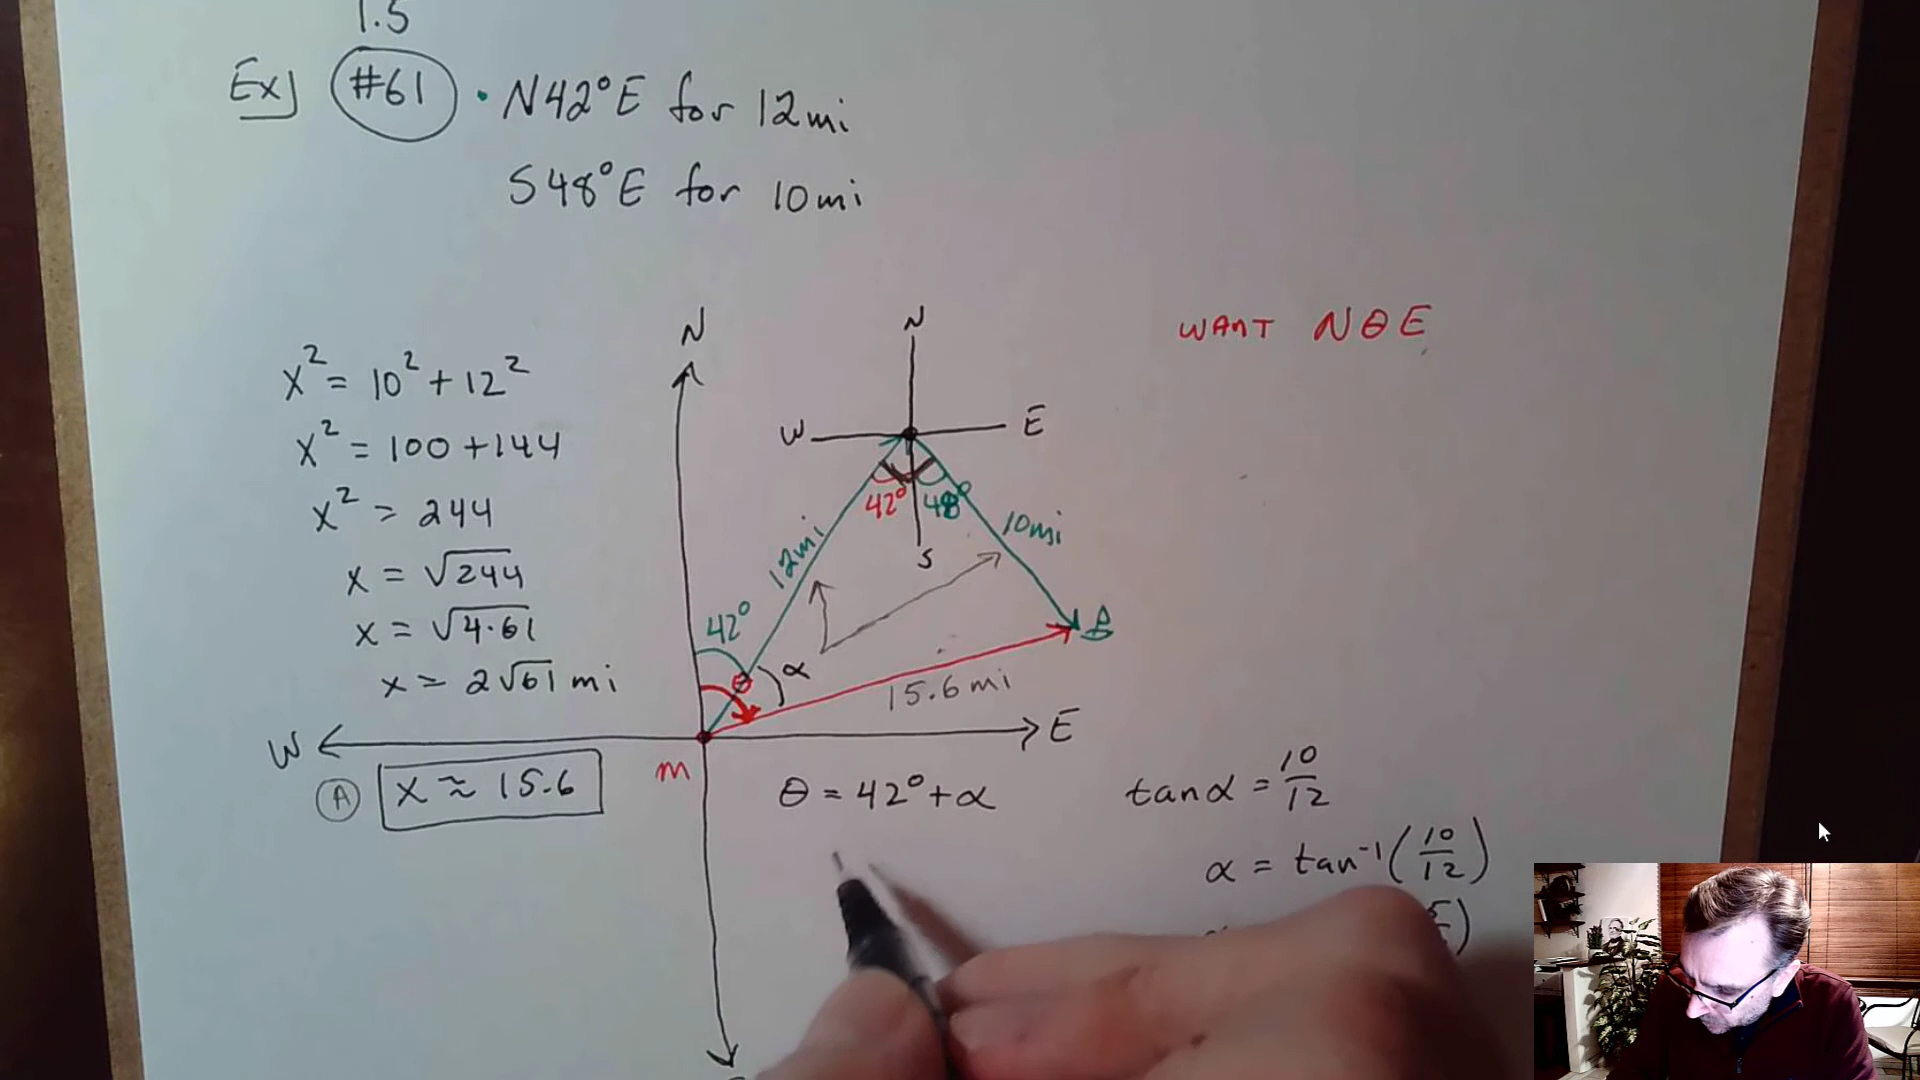 1.5
Ex] #61 • N42°E for 12mi
S48°E for 10mi
WANT NθE
N
N
W
E
x² = 10² + 12²
x² = 100 + 144
x² = 244
x = √244
x = √4·61
x = 2√61 mi
42° 48°
12mi
10mi
S
42°
θ
α
B
15.6 mi
W
E
m
Ⓐ x ≈ 15.6
θ = 42° + α
tanα = 10/12
α = tan⁻¹(10/12)